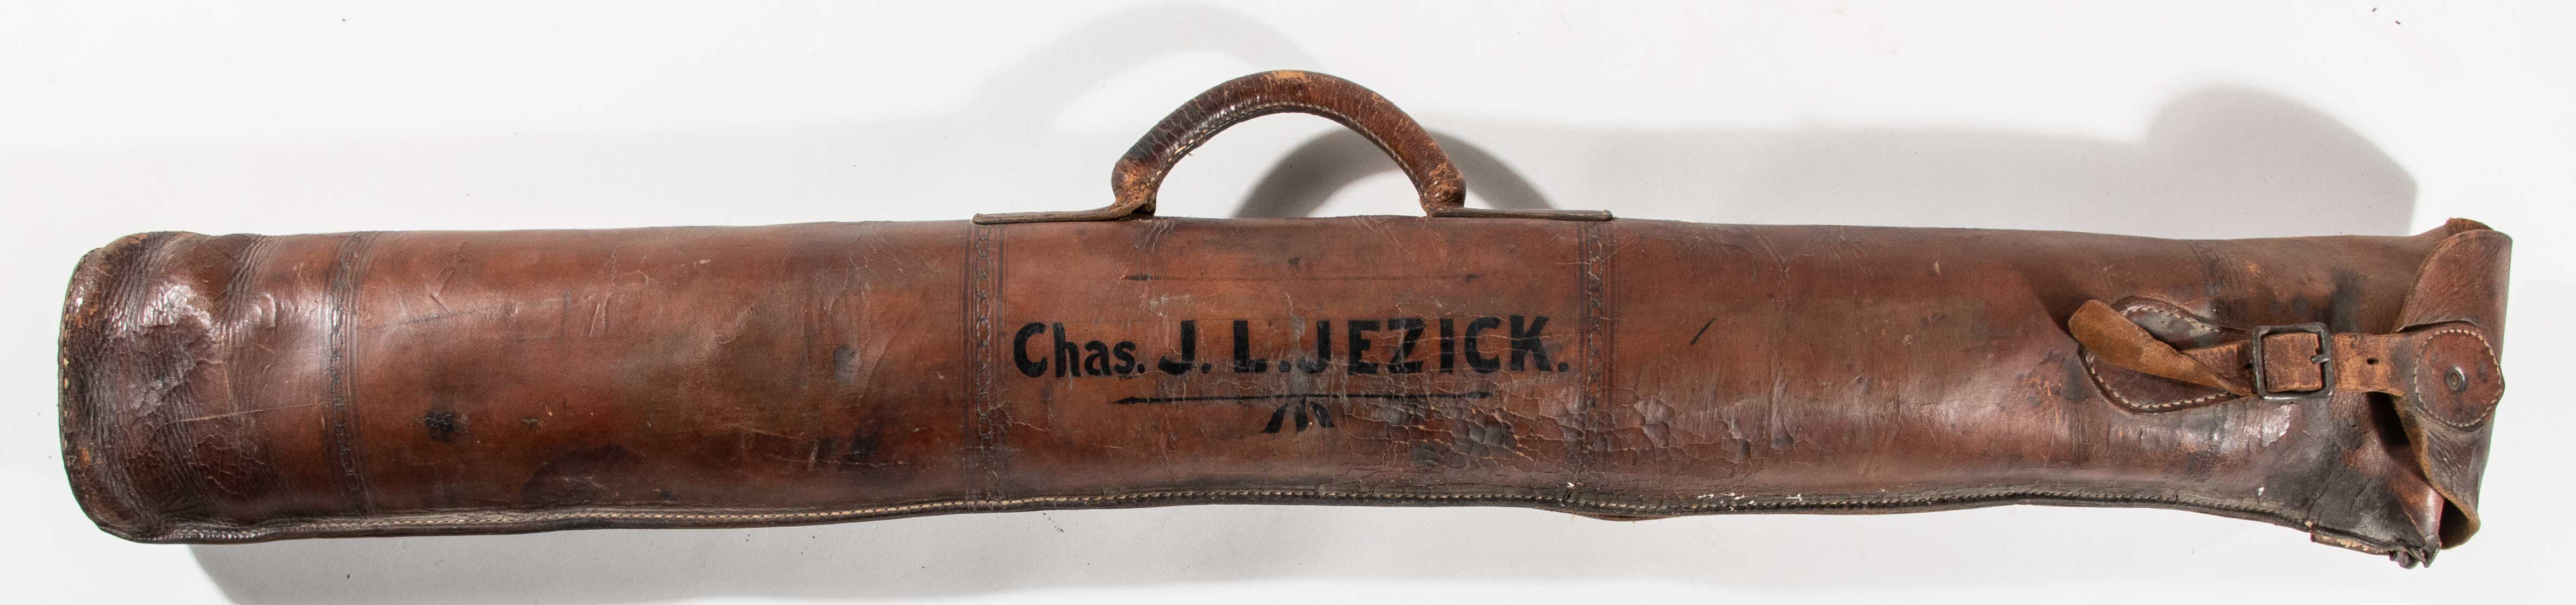 Chas. J. L. JEZICK.